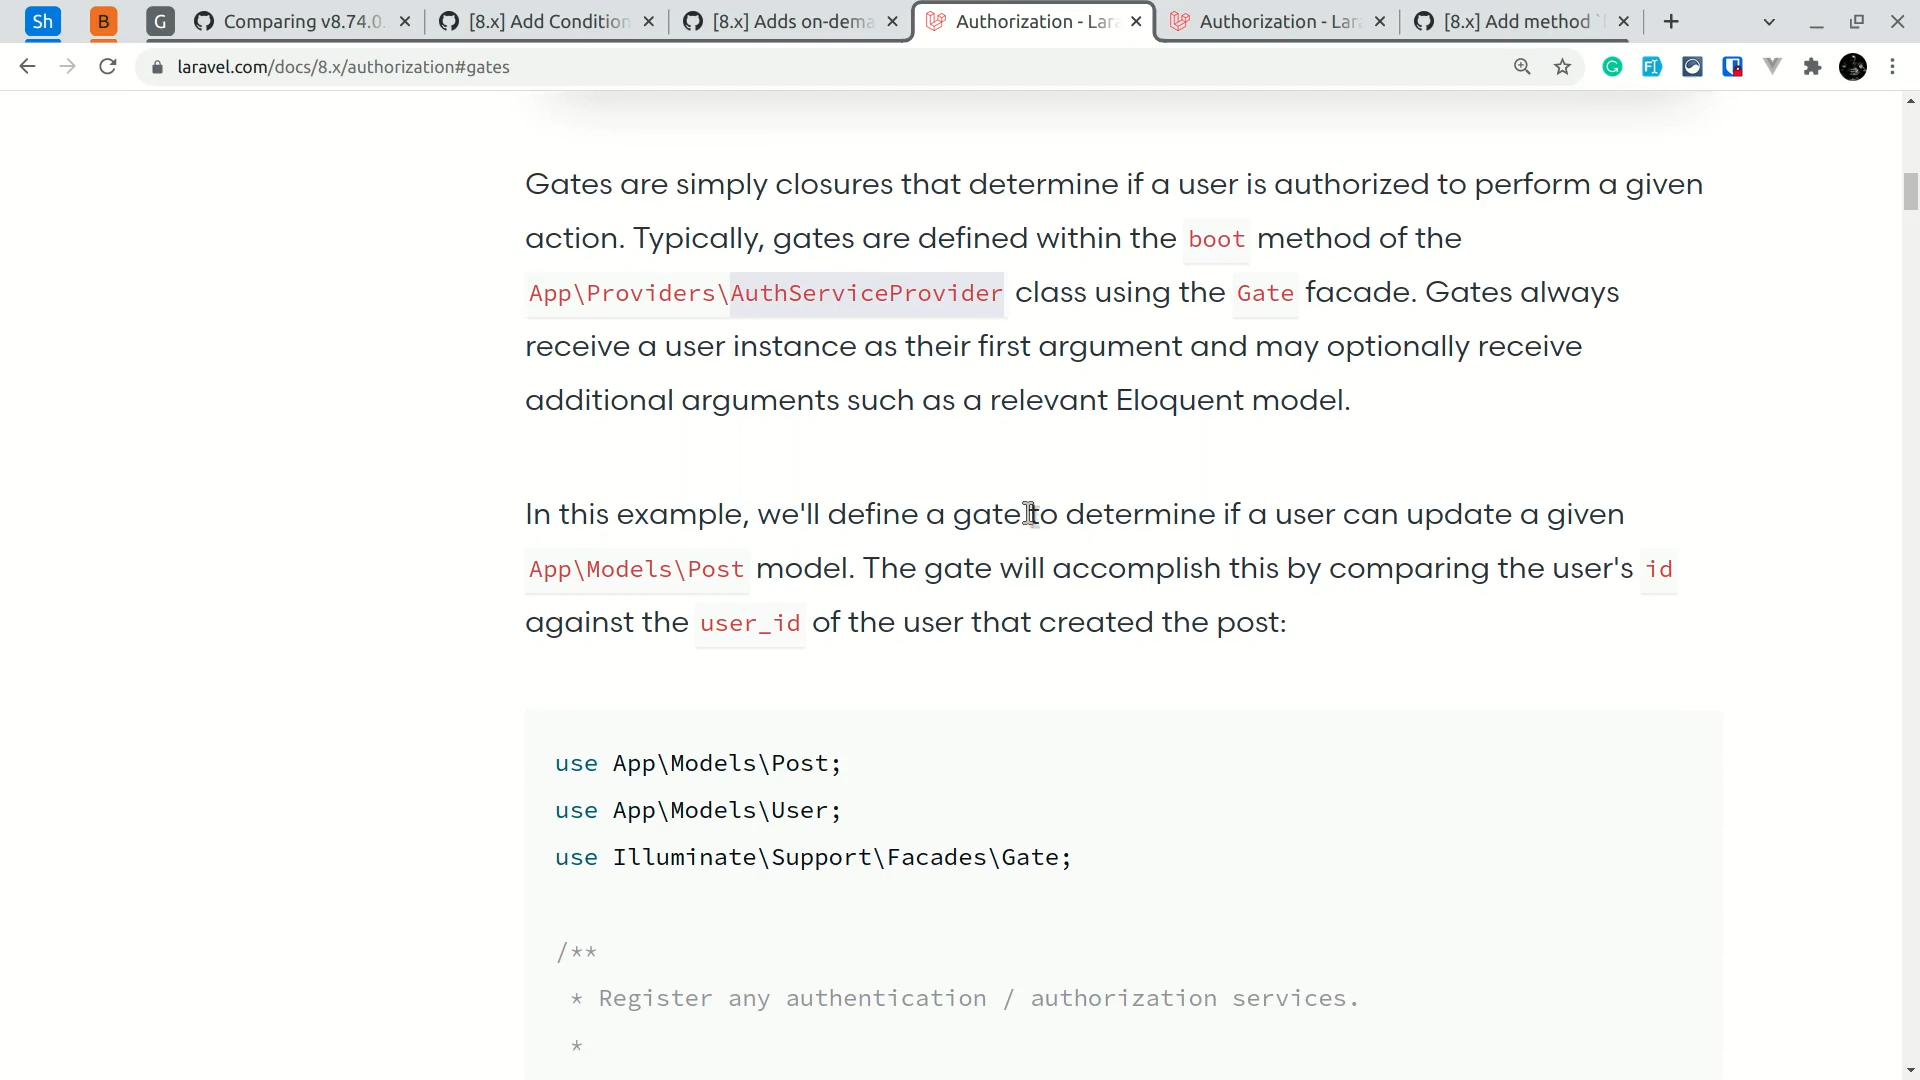 Sh
B
G
Comparing v8.74.0.
[8.x] Add Condition
[8.x] Adds on-dema
Authorization - Lara
Authorization - Lara
[8.x] Add method `
laravel.com/docs/8.x/authorization#gates
Gates are simply closures that determine if a user is authorized to perform a given
action. Typically, gates are defined within the boot method of the
App\Providers\AuthServiceProvider class using the Gate facade. Gates always
receive a user instance as their first argument and may optionally receive
additional arguments such as a relevant Eloquent model.
In this example, we'll define a gate to determine if a user can update a given
App\Models\Post model. The gate will accomplish this by comparing the user's id
against the user_id of the user that created the post:
use App\Models\Post;
use App\Models\User;
use Illuminate\Support\Facades\Gate;
/**
* Register any authentication / authorization services.
*